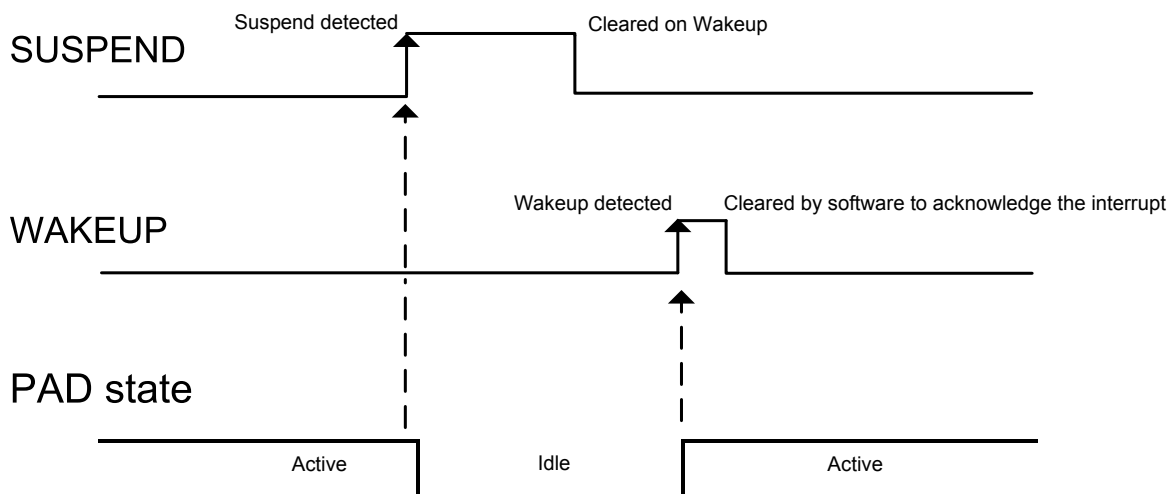 Suspend detected
Cleared on Wakeup
SUSPEND
Wakeup detected
Cleared by software to acknowledge the interrupt
WAKEUP
PAD state
Active
Idle
Active